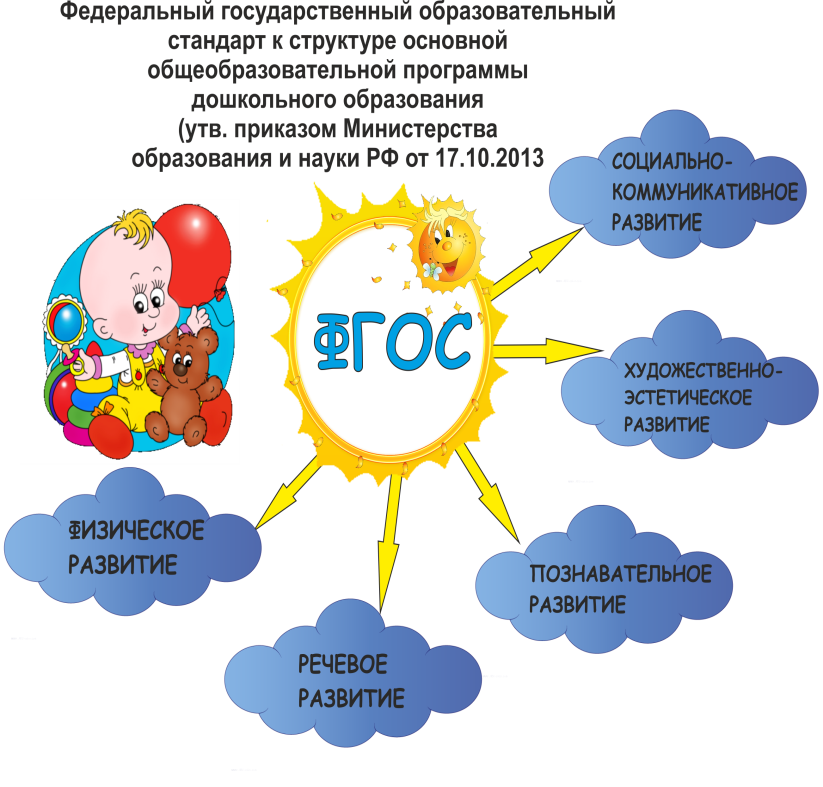 Федеральный государственный образовательный
стандарт к структуре основной
общеобразовательной программы
дошкольного образования
(утв. приказом Министерства
образования и науки РФ от 17.10.2013
СОЦИАЛЬНО-
КОММУНИКАТИВНОЕ
РАЗВИТИЕ
ФГОС
ХУДОЖЕСТВЕННО-
ЭСТЕТИЧЕСКОЕ
РАЗВИТИЕ
ФИЗИЧЕСКОЕ
РАЗВИТИЕ
ПОЗНАВАТЕЛЬНОЕ
РАЗВИТИЕ
РЕЧЕВОЕ
РАЗВИТИЕ